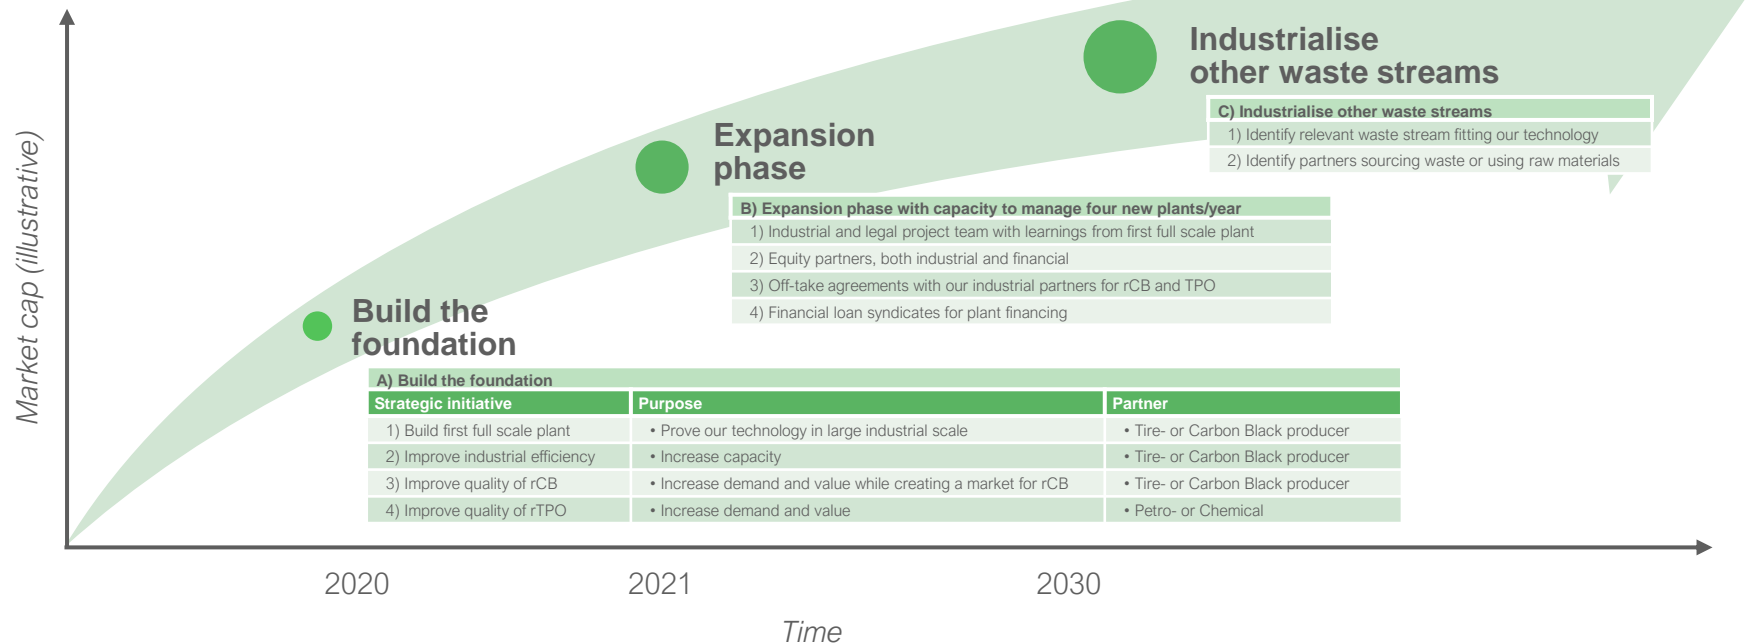 Market cap (illustrative)
Industrialise
other waste streams
C) Industrialise other waste streams
1) Identify relevant waste stream fitting our technology
2) Identify partners sourcing waste or using raw materials
Expansion
phase
B) Expansion phase with capacity to manage four new plants/year
1) Industrial and legal project team with learnings from first full scale plant
2) Equity partners, both industrial and financial
3) Off-take agreements with our industrial partners for rCB and TPO
4) Financial loan syndicates for plant financing
Build the
foundation
A) Build the foundation
Strategic initiative Purpose Partner
1) Build first full scale plant • Prove our technology in large industrial scale • Tire- or Carbon Black producer
2) Improve industrial efficiency • Increase capacity • Tire- or Carbon Black producer
3) Improve quality of rCB • Increase demand and value while creating a market for rCB • Tire- or Carbon Black producer
4) Improve quality of rTPO • Increase demand and value • Petro- or Chemical
2020 2021 2030
Time